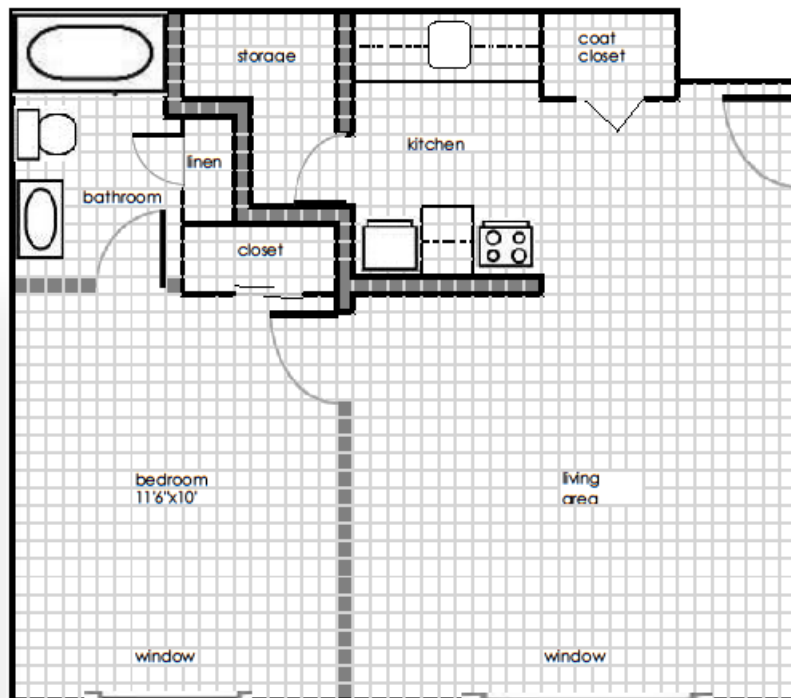 storage
coat
closet
kitchen
linen
bathroom
closet
bedroom
11'6"x10'
living
area
window
window